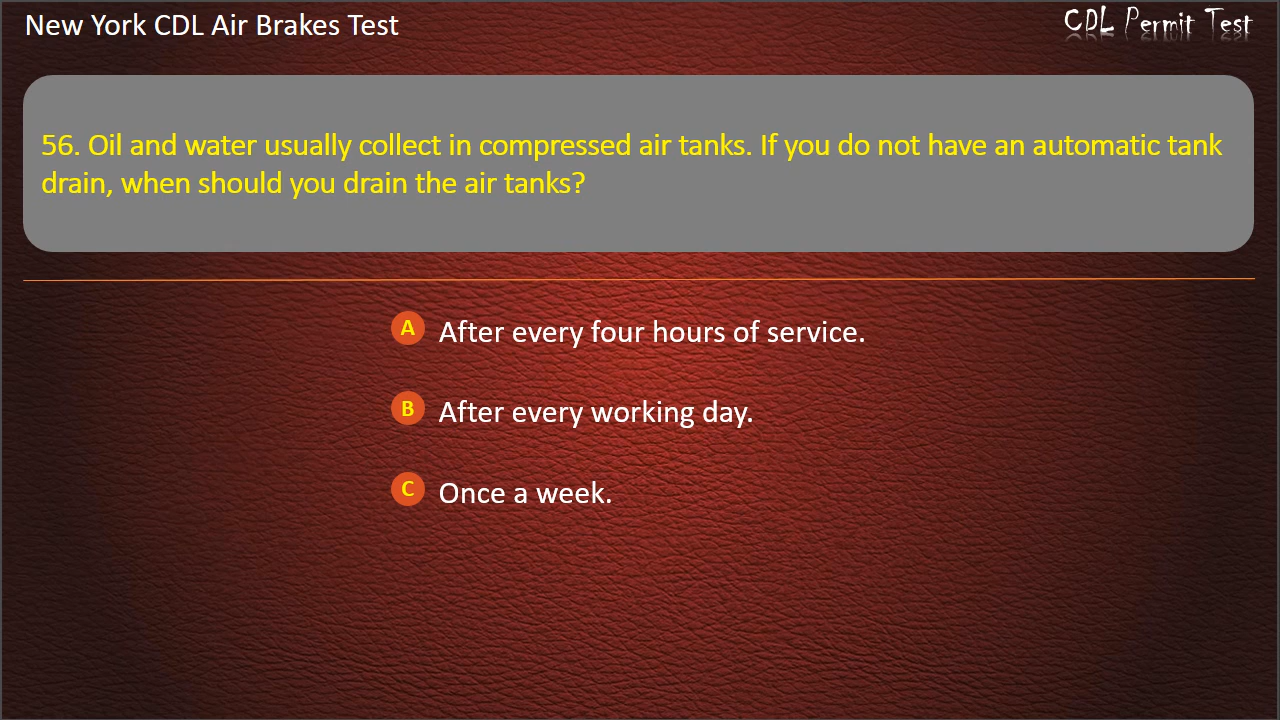 New York CDL Air Brakes Test
CDL Permit Test
56. Oil and water usually collect in compressed air tanks. If you do not have an automatic tank
drain, when should you drain the air tanks?
A After every four hours of service.
B After every working day.
C Once a week.